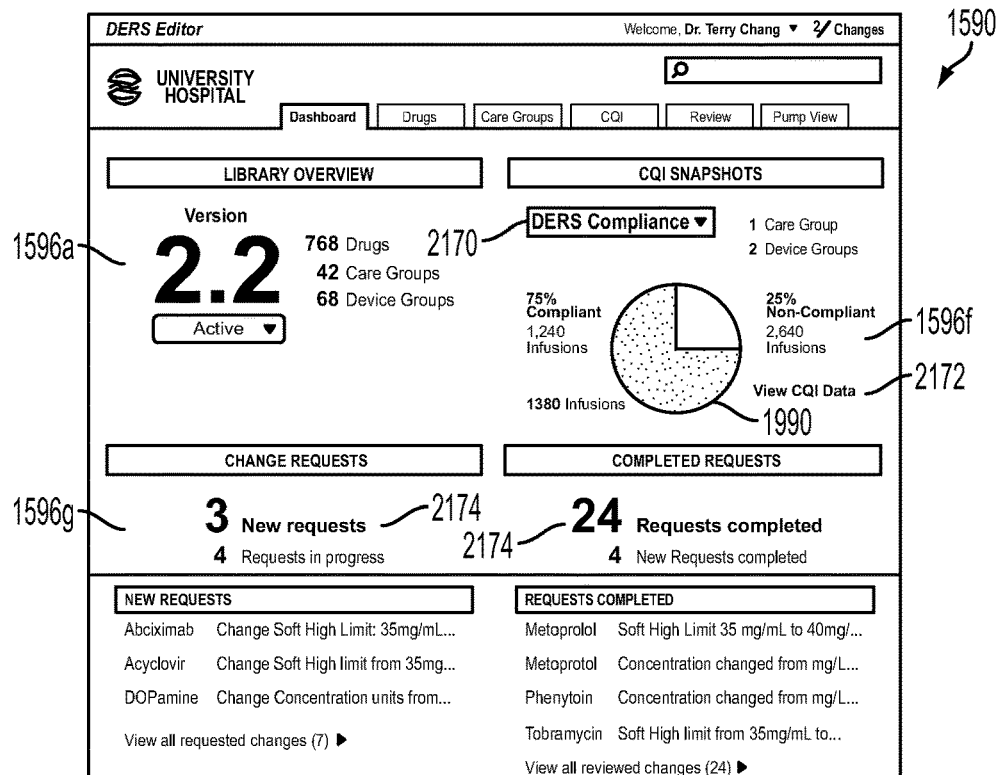 DERS Editor
Welcome, Dr. Terry Chang ▼ 2 Changes
1590
UNIVERSITY
HOSPITAL
Dashboard Drugs Care Groups CQI Review Pump View
LIBRARY OVERVIEW
Version
2.2
Active ▼
768 Drugs
42 Care Groups
68 Device Groups
1596a
CQI SNAPSHOTS
2170
DERS Compliance ▼
1 Care Group
2 Device Groups
75%
Compliant
1,240
Infusions
25%
Non-Compliant
2,640
Infusions
1596f
View CQI Data
2172
1380 Infusions
1990
CHANGE REQUESTS
1596g
3 New requests
2174
4 Requests in progress
COMPLETED REQUESTS
2174
24 Requests completed
4 New Requests completed
NEW REQUESTS
Abciximab Change Soft High Limit: 35mg/mL...
Acyclovir Change Soft High limit from 35mg...
DOPamine Change Concentration units from...
View all requested changes (7) ▶
REQUESTS COMPLETED
Metoprolol Soft High Limit 35 mg/mL to 40mg/...
Metoprotol Concentration changed from mg/L...
Phenytoin Concentration changed from mg/L...
Tobramycin Soft High limit from 35mg/mL to...
View all reviewed changes (24) ▶